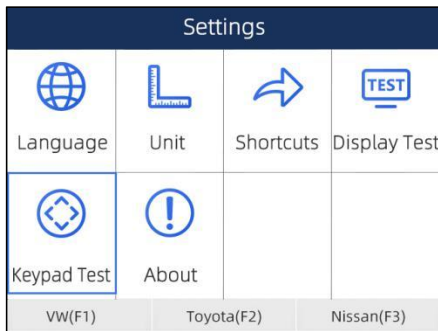 Settings
Language Unit Shortcuts Display Test
TEST
Keypad Test About
VW(F1) Toyota(F2) Nissan(F3)